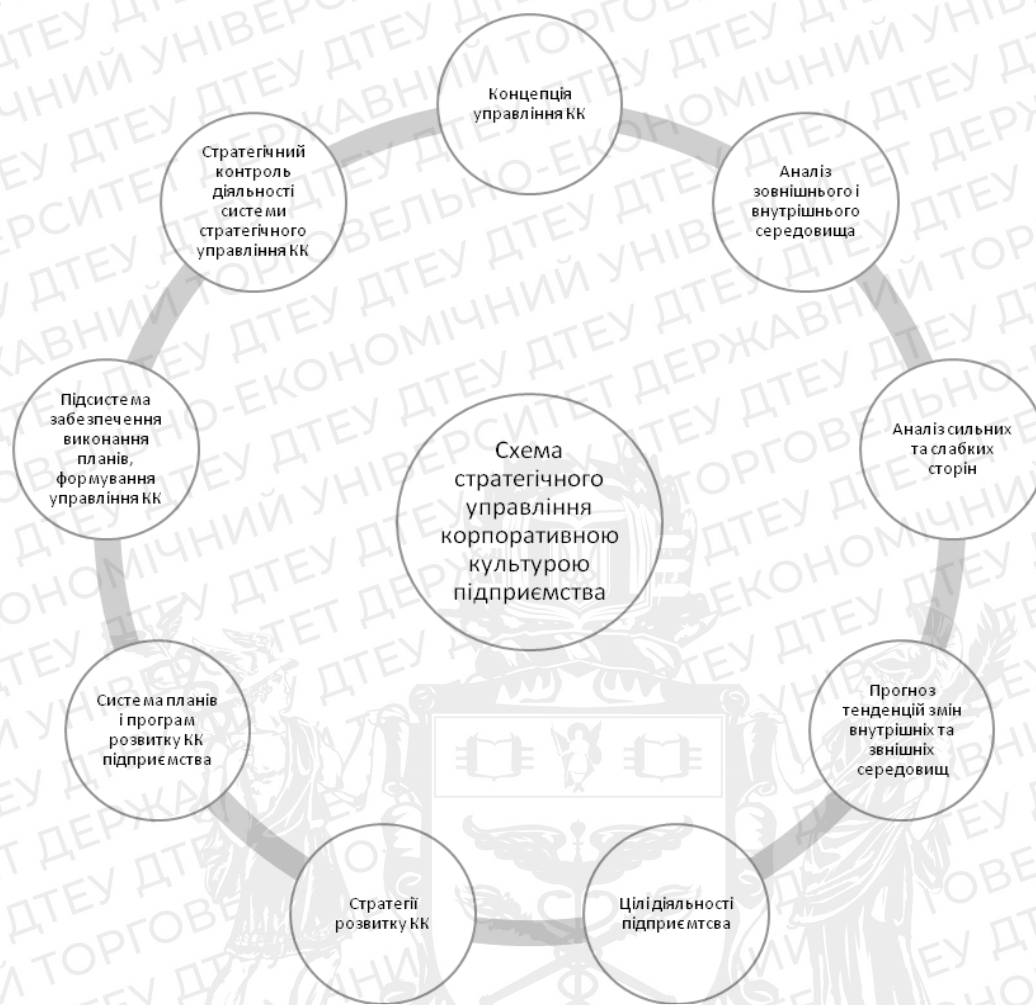 Концепція
управління КК
Аналіз
зовнішнього і
внутрішнього
середовища
Аналіз сильних
та слабких
сторін
Прогноз
тенденцій змін
внутрішніх та
звнішніх
середовищ
Цілі діяльності
підприємтсва
Стратегії
розвитку КК
Система планів
і програм
розвитку КК
підприємства
Підсистема
забезпечення
виконання
планів,
формування
управління КК
Стратегічний
контроль
діяльності
системи
стратегічного
управління КК
Схема
стратегічного
управління
корпоративною
культурою
підприємства